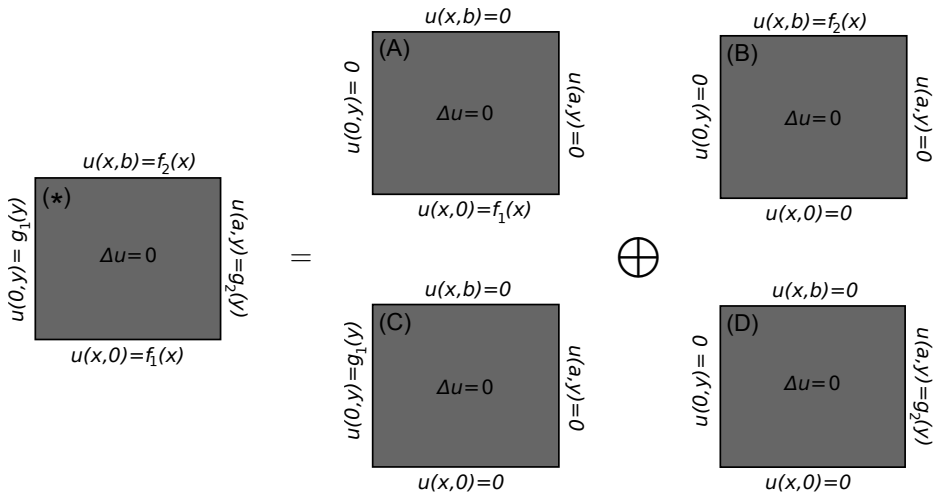 u(x,b)=0
(A)
u(0,y)= 0
Δu=0
u(a,y)=0
u(x,0)=f₁(x)
u(x,b)=f₂(x)
(B)
u(0,y)=0
Δu=0
u(a,y)=0
u(x,0)=0
u(x,b)=f₂(x)
(*)
u(0,y)= g₁(y)
Δu=0
u(a,y)=g₂(y)
u(x,0)=f₁(x)
=
⊕
u(x,b)=0
(C)
u(0,y)=g₁(y)
Δu=0
u(a,y)=0
u(x,0)=0
u(x,b)=0
(D)
u(0,y)= 0
Δu=0
u(a,y)=g₂(y)
u(x,0)=0